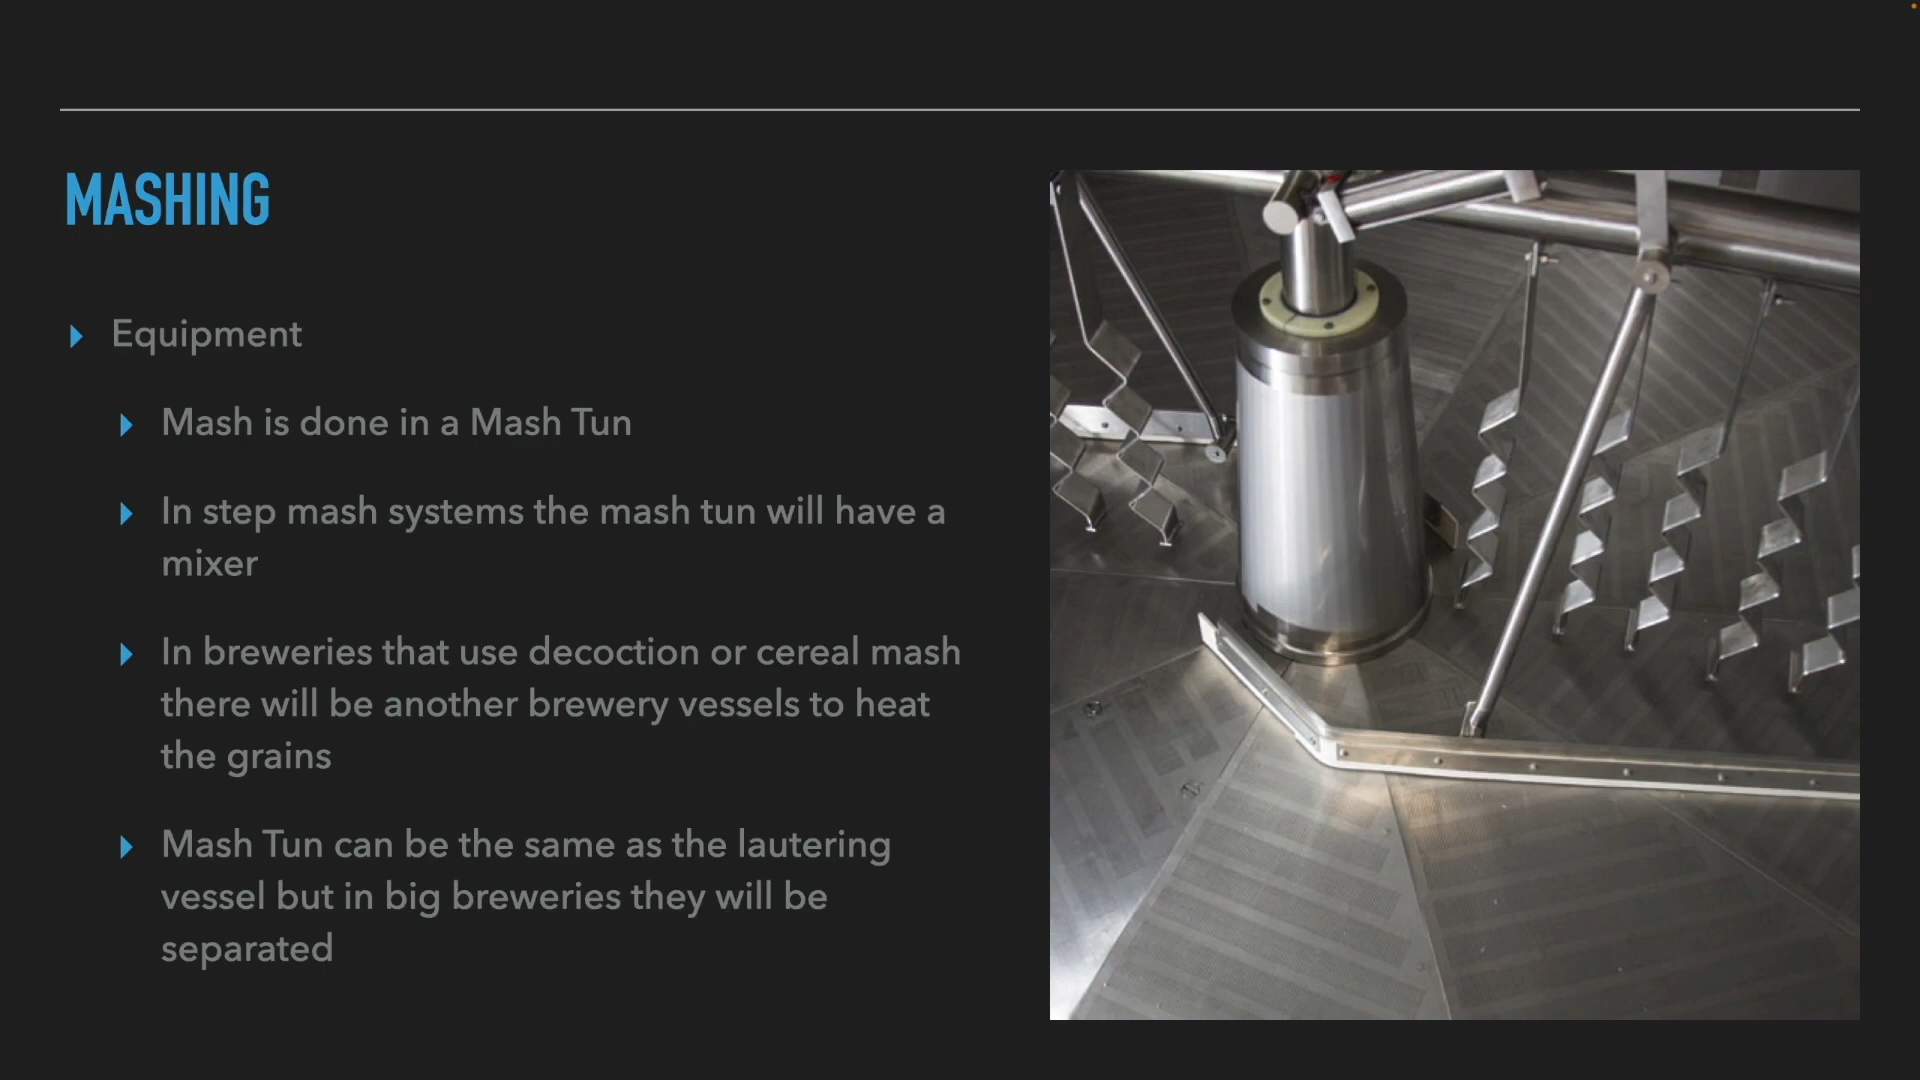 MASHING
Equipment
Mash is done in a Mash Tun
In step mash systems the mash tun will have a
mixer
In breweries that use decoction or cereal mash
there will be another brewery vessels to heat
the grains
Mash Tun can be the same as the lautering
vessel but in big breweries they will be
separated